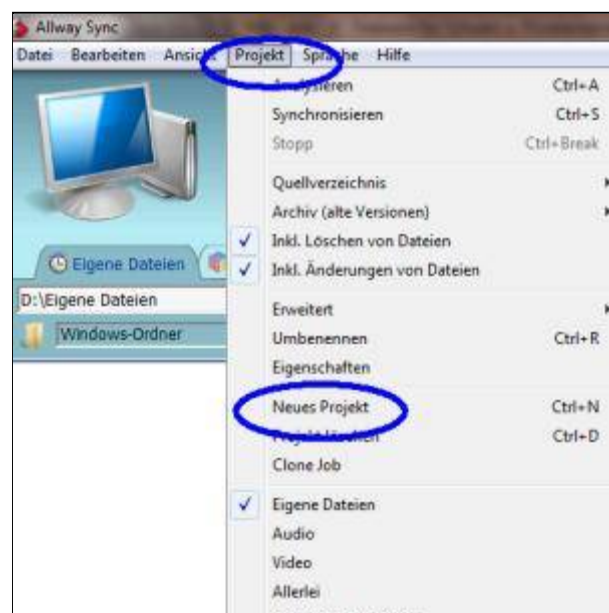 Allway Sync
Datei Bearbeiten Ansicht Projekt Sprache Hilfe
Analysieren Ctrl+A
Synchronisieren Ctrl+S
Stopp Ctrl+Break
Quellverzeichnis
Archiv (alte Versionen)
Inkl. Löschen von Dateien
Eigene Dateien
Inkl. Änderungen von Dateien
D:\Eigene Dateien
Erweitert
Windows-Ordner
Umbenennen Ctrl+R
Eigenschaften
Neues Projekt Ctrl+N
Projekt löschen Ctrl+D
Clone Job
Eigene Dateien
Audio
Video
Allerlei